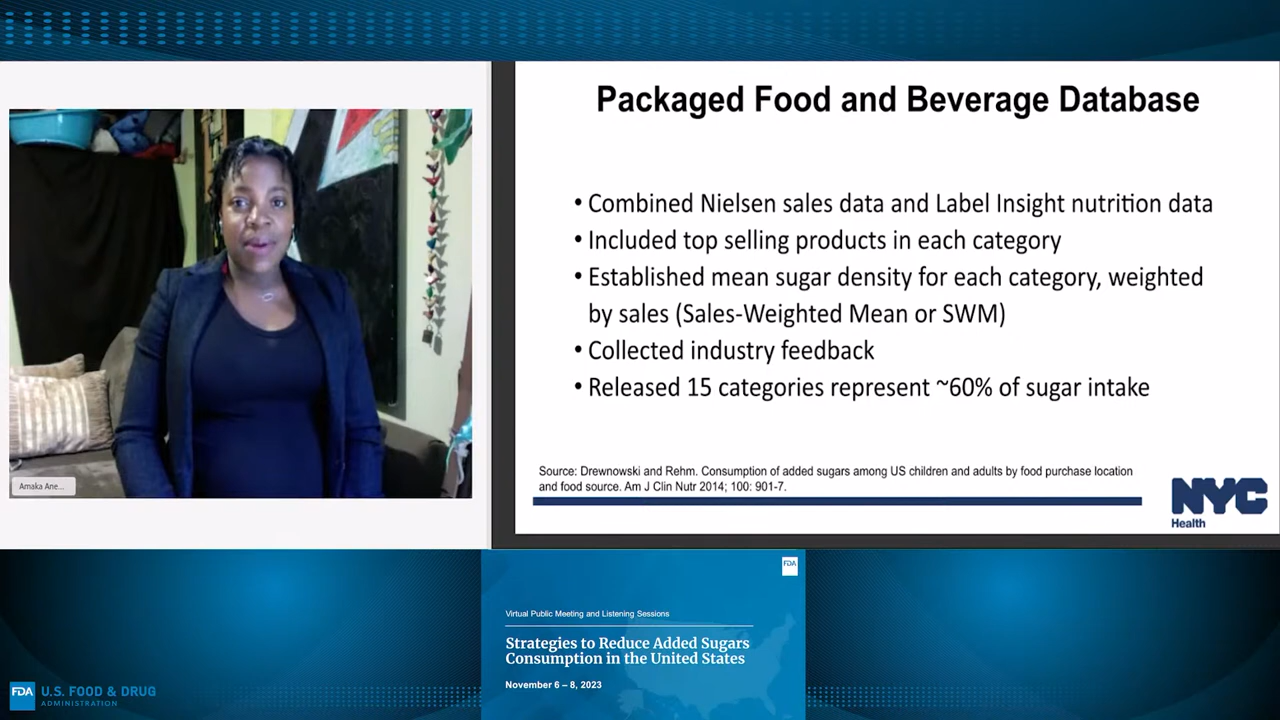 Packaged Food and Beverage Database
• Combined Nielsen sales data and Label Insight nutrition data
• Included top selling products in each category
• Established mean sugar density for each category, weighted
by sales (Sales-Weighted Mean or SWM)
• Collected industry feedback
• Released 15 categories represent ~60% of sugar intake
Source: Drewnowski and Rehm. Consumption of added sugars among US children and adults by food purchase location
and food source. Am J Clin Nutr 2014; 100: 901-7.
NYC
Health
Amaka Ane...
FDA
Virtual Public Meeting and Listening Sessions
Strategies to Reduce Added Sugars
Consumption in the United States
November 6 – 8, 2023
FDA U.S. FOOD & DRUG
ADMINISTRATION